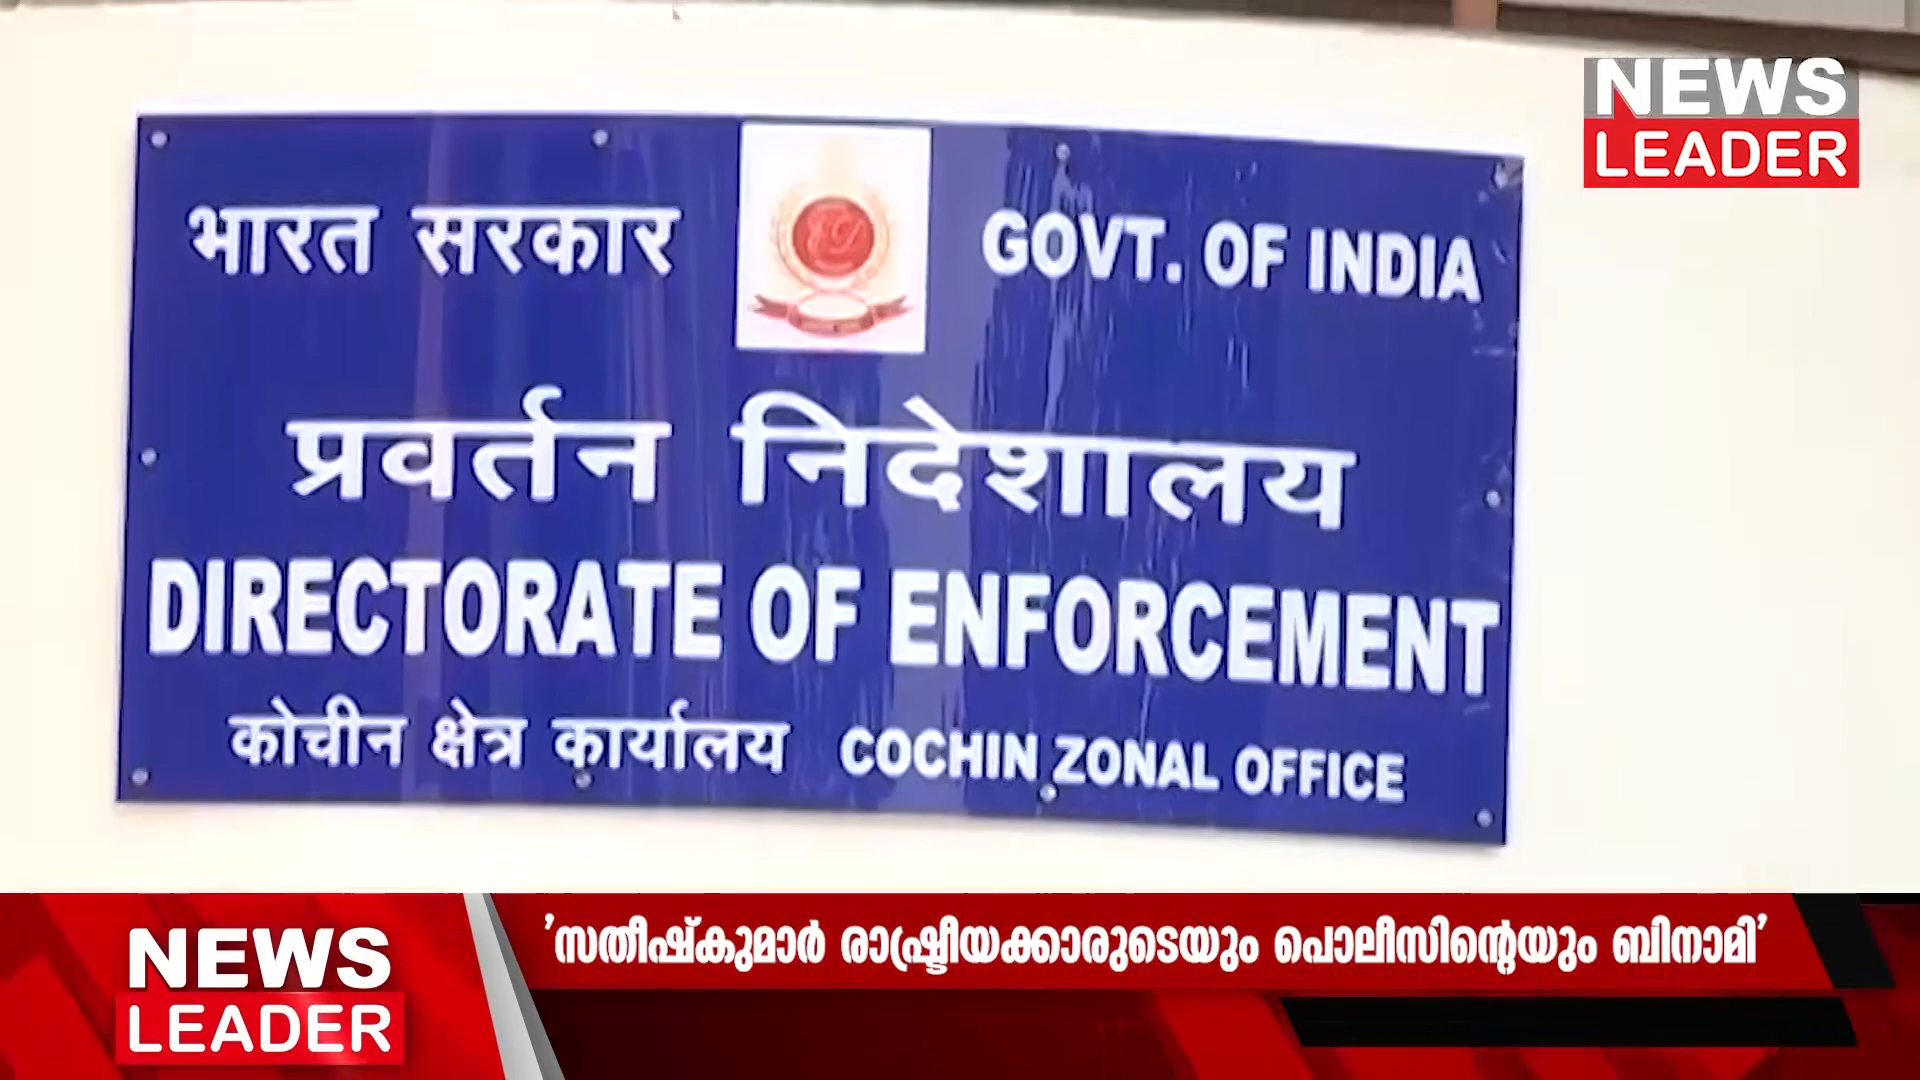 NEWS
LEADER
भारत सरकार
GOVT. OF INDIA
प्रवर्तन निदेशालय
DIRECTORATE OF ENFORCEMENT
कोचीन क्षेत्र कार्यालय COCHIN ZONAL OFFICE
NEWS
LEADER
'സതീഷ്കുമാർ രാഷ്ട്രീയക്കാരുടെയും പൊലീസിന്റെയും ബിനാമി'